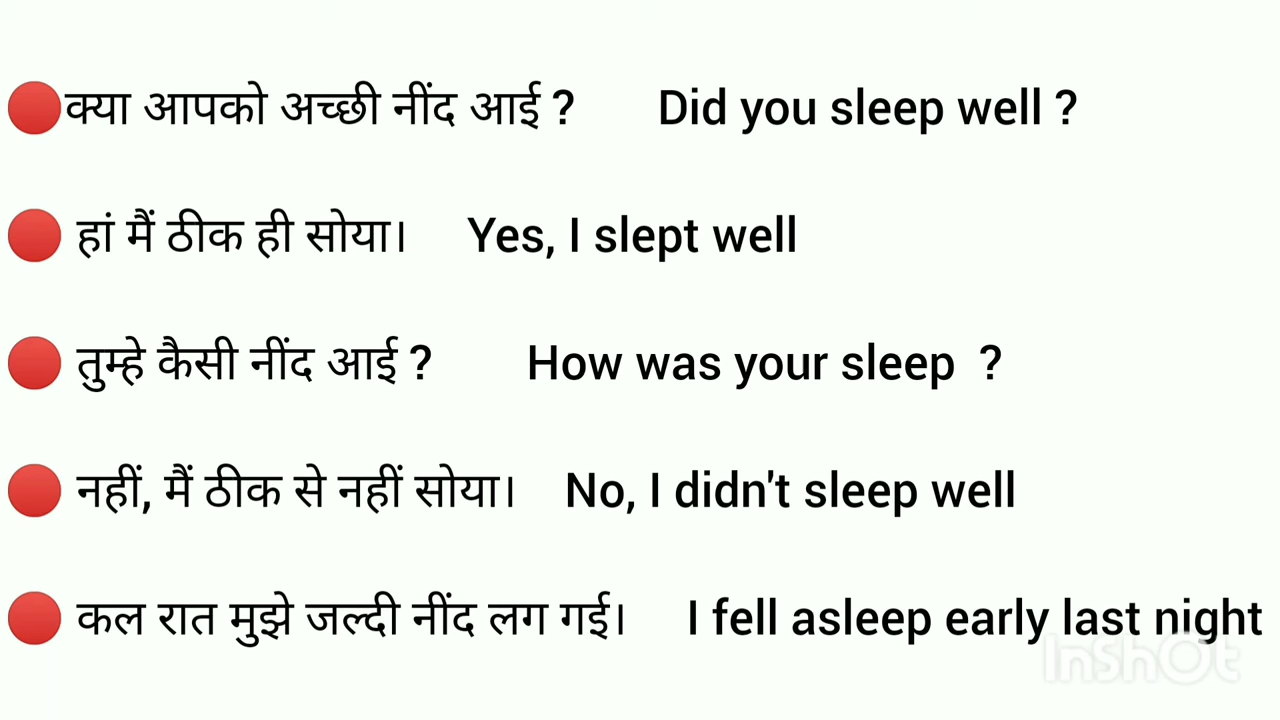 🔴क्या आपको अच्छी नींद आई ? Did you sleep well ?
🔴 हां मैं ठीक ही सोया। Yes, I slept well
🔴 तुम्हे कैसी नींद आई ? How was your sleep ?
🔴 नहीं, मैं ठीक से नहीं सोया। No, I didn't sleep well
🔴 कल रात मुझे जल्दी नींद लग गई। I fell asleep early last night
InShOt